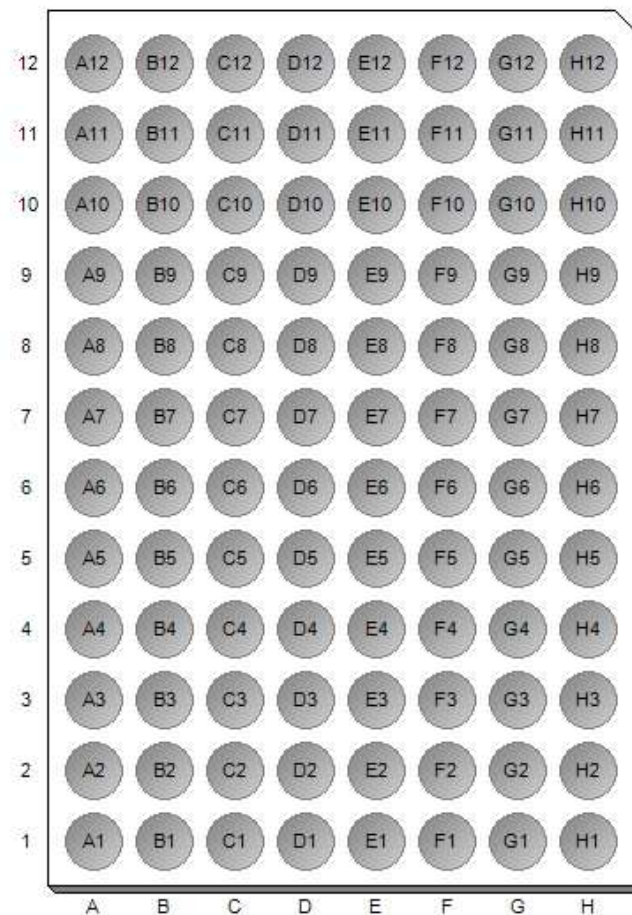 12 A12 B12 C12 D12 E12 F12 G12 H12
11 A11 B11 C11 D11 E11 F11 G11 H11
10 A10 B10 C10 D10 E10 F10 G10 H10
9 A9 B9 C9 D9 E9 F9 G9 H9
8 A8 B8 C8 D8 E8 F8 G8 H8
7 A7 B7 C7 D7 E7 F7 G7 H7
6 A6 B6 C6 D6 E6 F6 G6 H6
5 A5 B5 C5 D5 E5 F5 G5 H5
4 A4 B4 C4 D4 E4 F4 G4 H4
3 A3 B3 C3 D3 E3 F3 G3 H3
2 A2 B2 C2 D2 E2 F2 G2 H2
1 A1 B1 C1 D1 E1 F1 G1 H1
A B C D E F G H